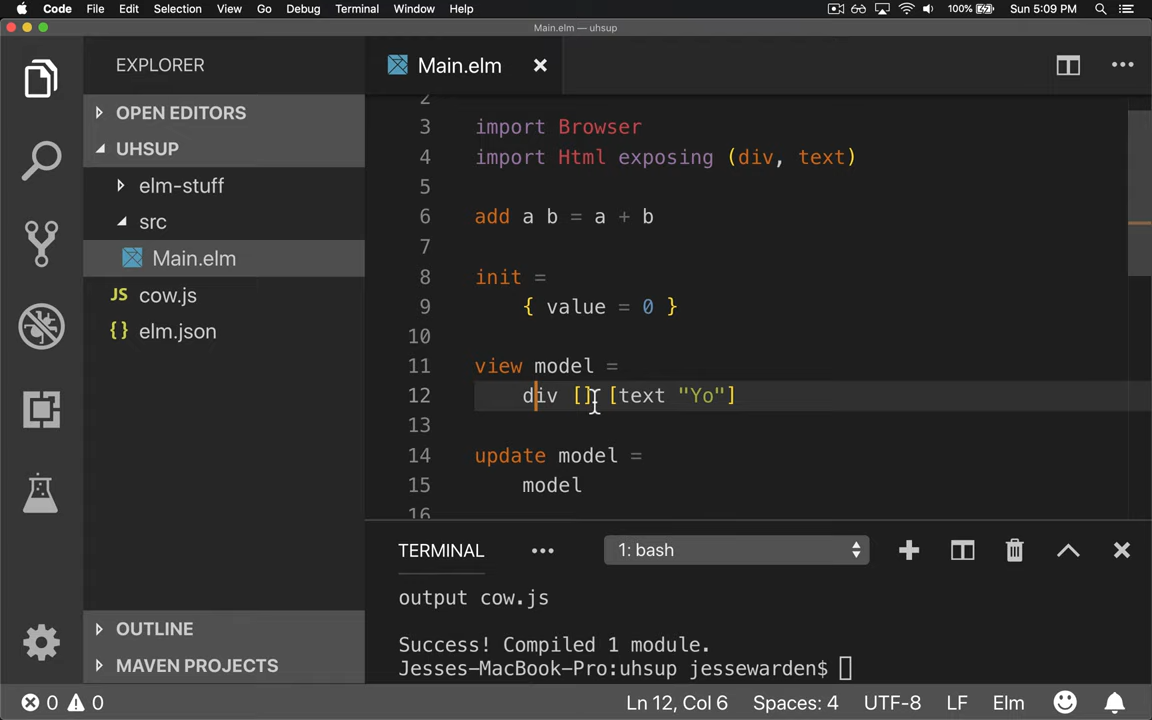 Code File Edit Selection View Go Debug Terminal Window Help 100% Sun 5:09 PM
Main.elm — uhsup
EXPLORER
OPEN EDITORS
UHSUP
elm-stuff
src
Main.elm
JS cow.js
{} elm.json
OUTLINE
MAVEN PROJECTS
Main.elm
2
3 import Browser
4 import Html exposing (div, text)
5
6 add a b = a + b
7
8 init =
9 { value = 0 }
10
11 view model =
12 div [] [text "Yo"]
13
14 update model =
15 model
16
TERMINAL
1: bash
output cow.js
Success! Compiled 1 module.
Jesses-MacBook-Pro:uhsup jessewarden$
0 0 Ln 12, Col 6 Spaces: 4 UTF-8 LF Elm